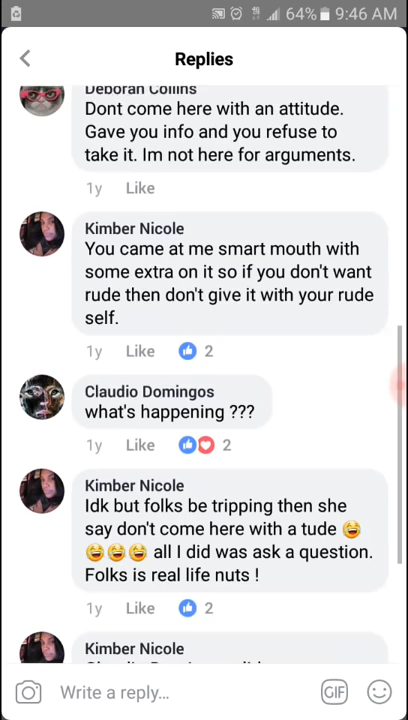 64% 9:46 AM
Replies
Deborah Collins
Dont come here with an attitude.
Gave you info and you refuse to
take it. Im not here for arguments.
1y Like
Kimber Nicole
You came at me smart mouth with
some extra on it so if you don't want
rude then don't give it with your rude
self.
1y Like 2
Claudio Domingos
what's happening ???
1y Like 2
Kimber Nicole
Idk but folks be tripping then she
say don't come here with a tude 😂
😂😂😂 all I did was ask a question.
Folks is real life nuts !
1y Like 2
Kimber Nicole
Write a reply...
GIF